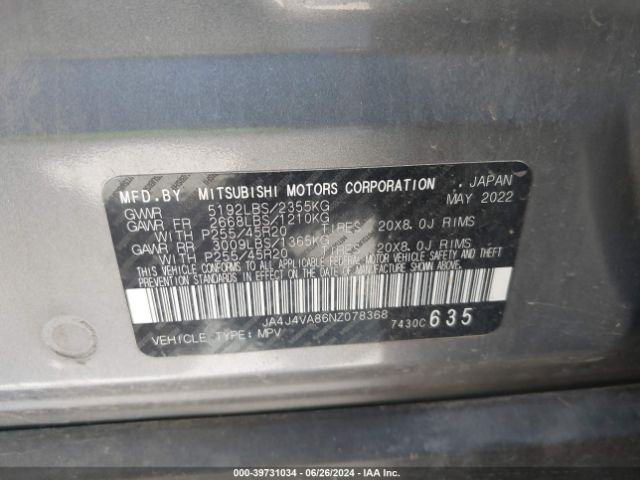 MFD.BY MITSUBISHI MOTORS CORPORATION , JAPAN
MAY 2022
GVWR 5192LBS/2355KG
GAWR FR 2668LBS/1210KG
WITH P255/45R20 TIRES 20X8.0J RIMS
GAWR RR 3009LBS/1365KG
WITH P255/45R20 TIRES 20X8.0J RIMS
THIS VEHICLE CONFORMS TO ALL APPLICABLE FEDERAL MOTOR VEHICLE SAFETY AND THEFT
PREVENTION STANDARDS IN EFFECT ON THE DATE OF MANUFACTURE SHOWN ABOVE.
JA4J4VA86NZ078368 7430C 635
VEHICLE TYPE: MPV
000-39731034 - 06/26/2024 - IAA Inc.